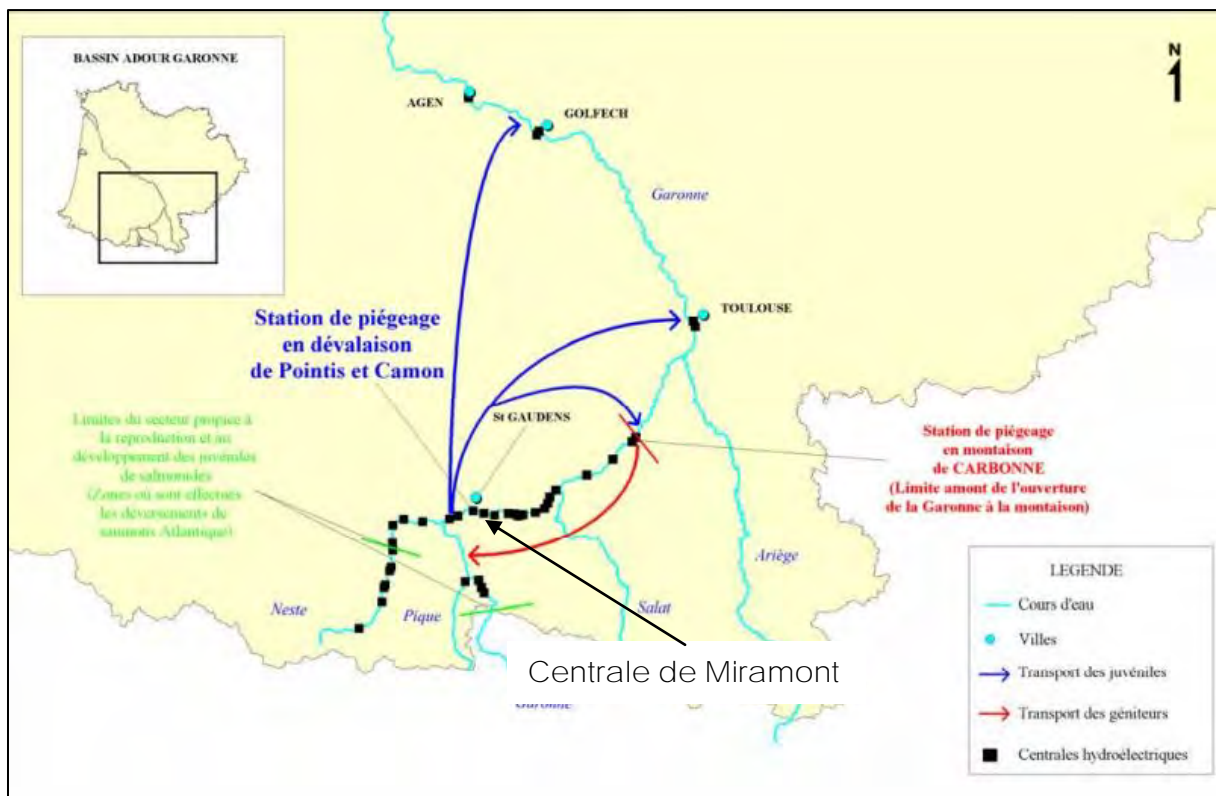 BASSIN ADOUR GARONNE
N
AGEN
GOLFECH
Garonne
Station de piégeage
en dévalaison
de Pointis et Camon
TOULOUSE
Limites du secteur propice à
la reproduction et au
développement des juvéniles
de salmonidés
(Zones ou sont effectués
les déversements de
saumons Atlantique)
St GAUDENS
Station de piégeage
en montaison
de CARBONNE
(Limite amont de l'ouverture
de la Garonne à la montaison)
Ariège
Neste
Pique
Salat
Centrale de Miramont
Garonne
LEGENDE
Cours d'eau
Villes
Transport des juvéniles
Transport des géniteurs
Centrales hydroélectriques